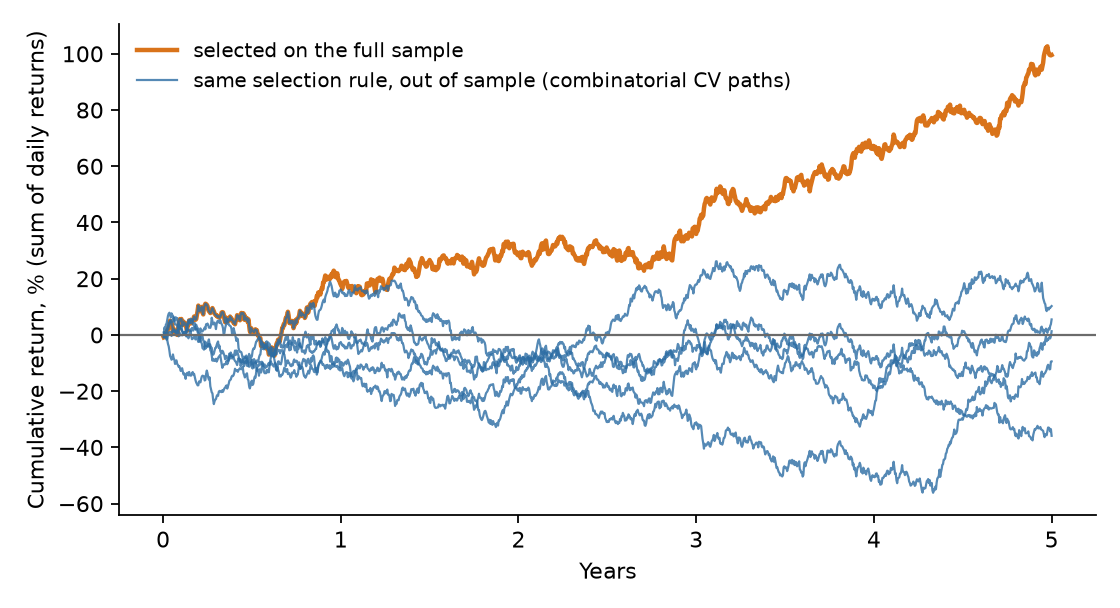 selected on the full sample
same selection rule, out of sample (combinatorial CV paths)
Cumulative return, % (sum of daily returns)
100
80
60
40
20
0
−20
−40
−60
0 1 2 3 4 5
Years